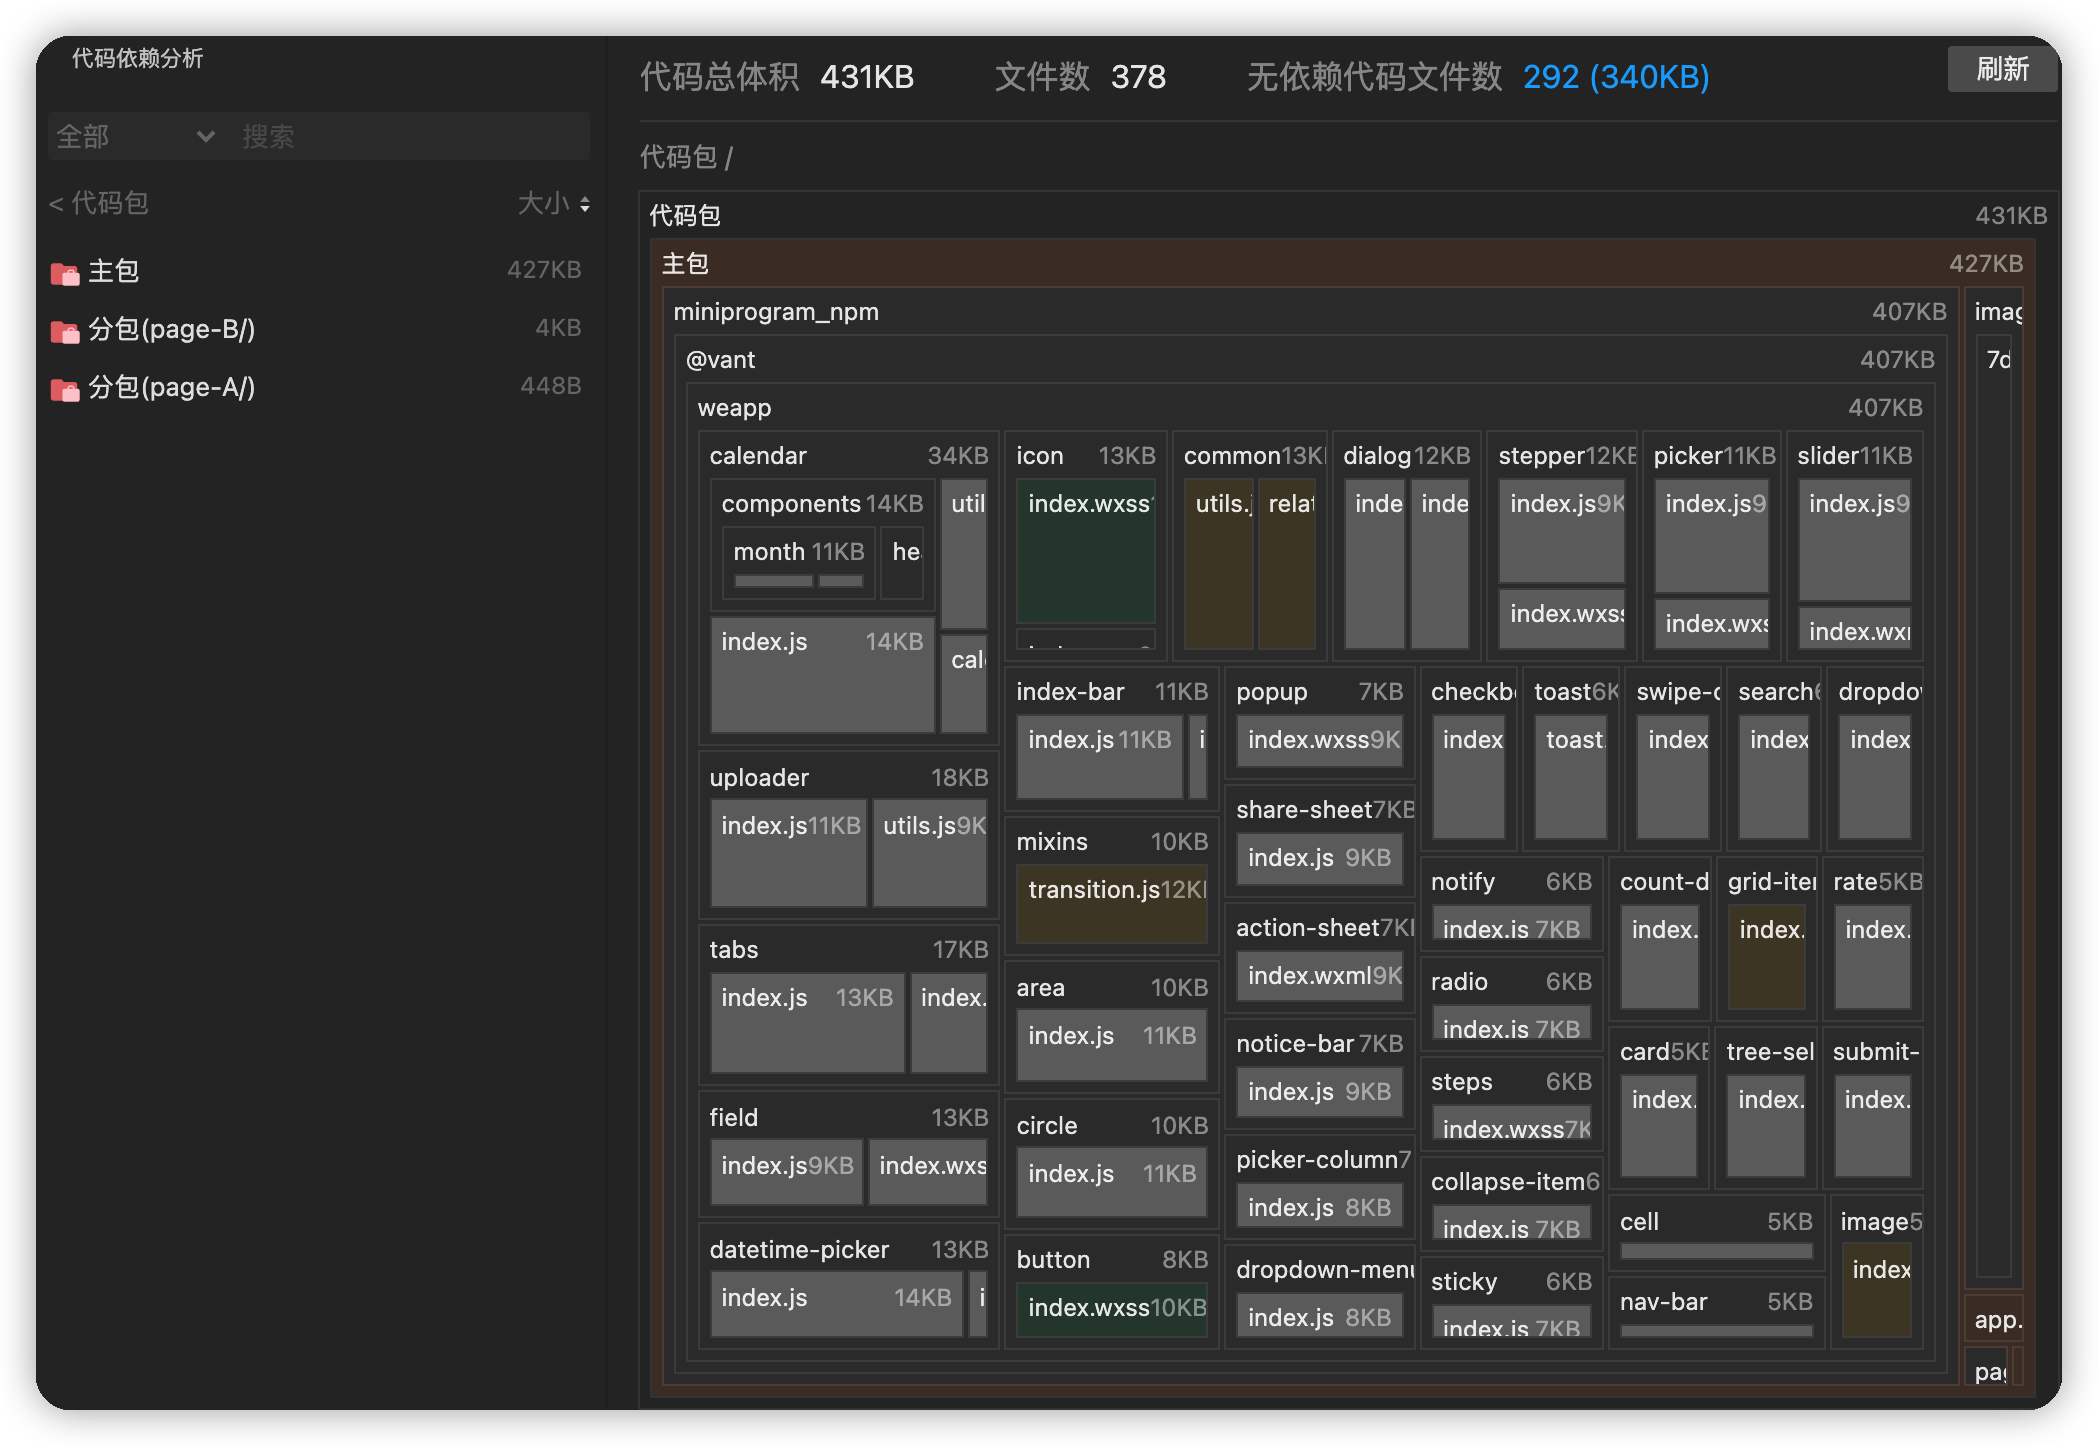 代码依赖分析
全部
搜索
< 代码包
大小
主包
427KB
分包(page-B/)
4KB
分包(page-A/)
448B
代码总体积 431KB
文件数 378
无依赖代码文件数 292 (340KB)
刷新
代码包 /
代码包
431KB
主包
427KB
miniprogram_npm
407KB
@vant
407KB
weapp
407KB
calendar 34KB
components 14KB
month 11KB
index.js 14KB
uploader 18KB
index.js 11KB
utils.js 9K
tabs 17KB
index.js 13KB
index.
field 13KB
index.js 9KB
index.wxs
datetime-picker 13KB
index.js 14KB
i
icon 13KB
index.wxss
common 13K
utils.j
relat
dialog 12KB
inde
inde
stepper 12KB
index.js 9K
index.wxss
picker 11KB
index.js 9
index.wxs
slider 11KB
index.js 9
index.wxm
index-bar 11KB
index.js 11KB
i
mixins 10KB
transition.js 12K
area 10KB
index.js 11KB
circle 10KB
index.js 11KB
button 8KB
index.wxss 10KB
popup 7KB
index.wxss 9K
share-sheet 7KB
index.js 9KB
action-sheet 7K
index.wxml 9K
notice-bar 7KB
index.js 9KB
picker-column 7
index.js 8KB
dropdown-menu
index.js 8KB
checkb
index
toast 6K
toast.
swipe-c
index
search
index
dropdow
index
notify 6KB
index.js 7KB
radio 6KB
index.js 7KB
steps 6KB
index.wxss 7K
collapse-item 6
index.js 7KB
sticky 6KB
index.js 7KB
count-d
index.
grid-item
index.
rate 5KB
index.
card 5KB
index.
tree-sel
index.
submit-
index.
cell 5KB
nav-bar 5KB
image 5
index
imag
7d
app.
pag